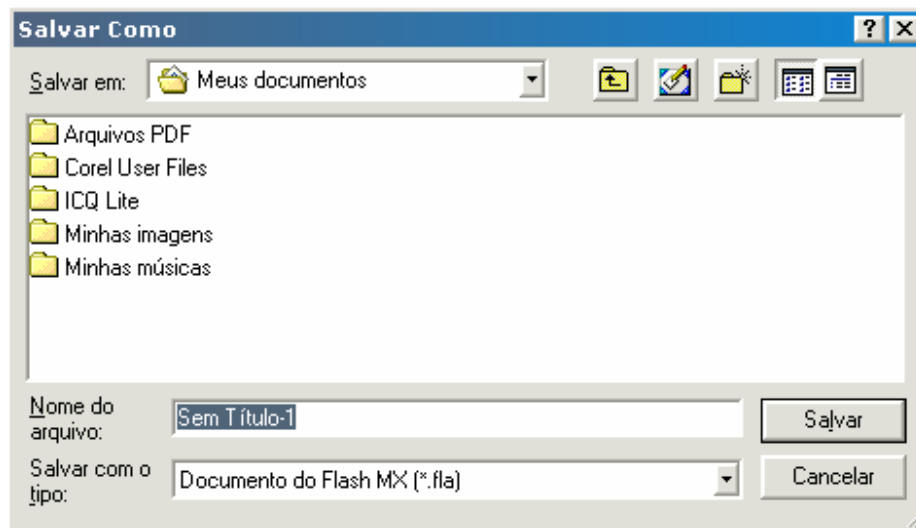 Salvar Como
Salvar em: Meus documentos
Arquivos PDF
Corel User Files
ICQ Lite
Minhas imagens
Minhas músicas
Nome do
arquivo: Sem Título-1 Salvar
Salvar com o
tipo: Documento do Flash MX (*.fla) Cancelar